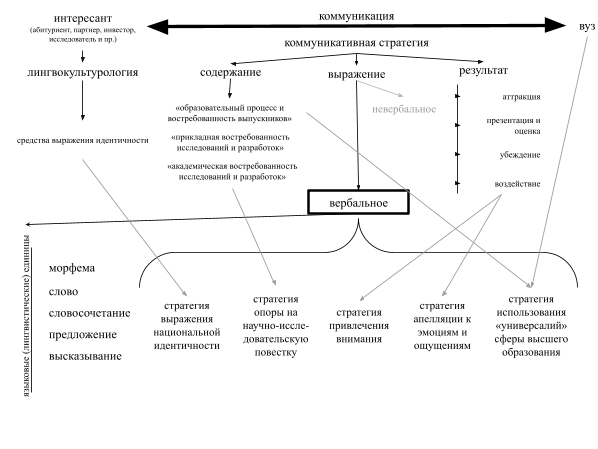 интересант
(абитуриент, партнер, инвестор,
исследователь и пр.)
коммуникация
вуз
коммуникативная стратегия
лингвокультурология
содержание
выражение
результат
«образовательный процесс и
востребованность выпускников»
невербальное
аттракция
презентация и
оценка
средства выражения идентичности
«прикладная востребованность
исследований и разработок»
убеждение
«академическая востребованность
исследований и разработок»
воздействие
вербальное
языковые (лингвистические) единицы
морфема
слово
словосочетание
предложение
высказывание
стратегия
выражения
национальной
идентичности
стратегия
опоры на
научно-иссле-
довательскую
повестку
стратегия
привлечения
внимания
стратегия
апелляции к
эмоциям и
ощущениям
стратегия
использования
«универсалий»
сферы высшего
образования